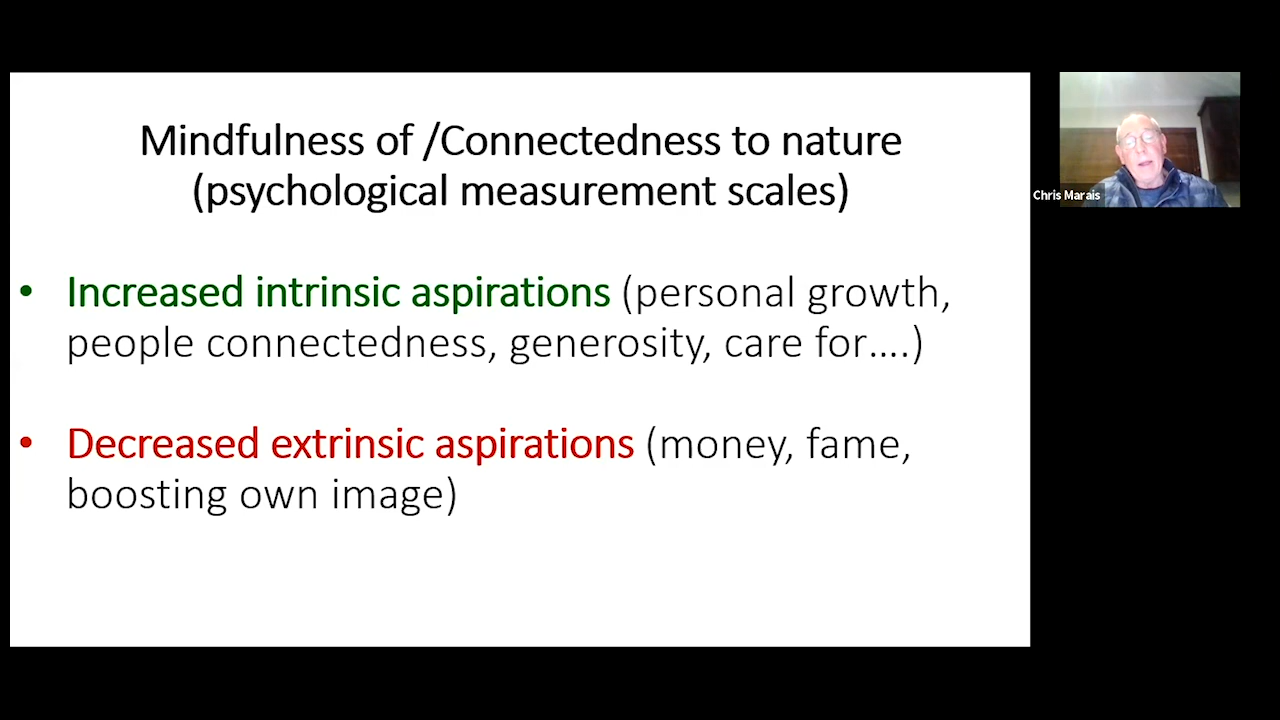 Mindfulness of /Connectedness to nature
(psychological measurement scales)
• Increased intrinsic aspirations (personal growth,
people connectedness, generosity, care for….)
• Decreased extrinsic aspirations (money, fame,
boosting own image)
Chris Marais